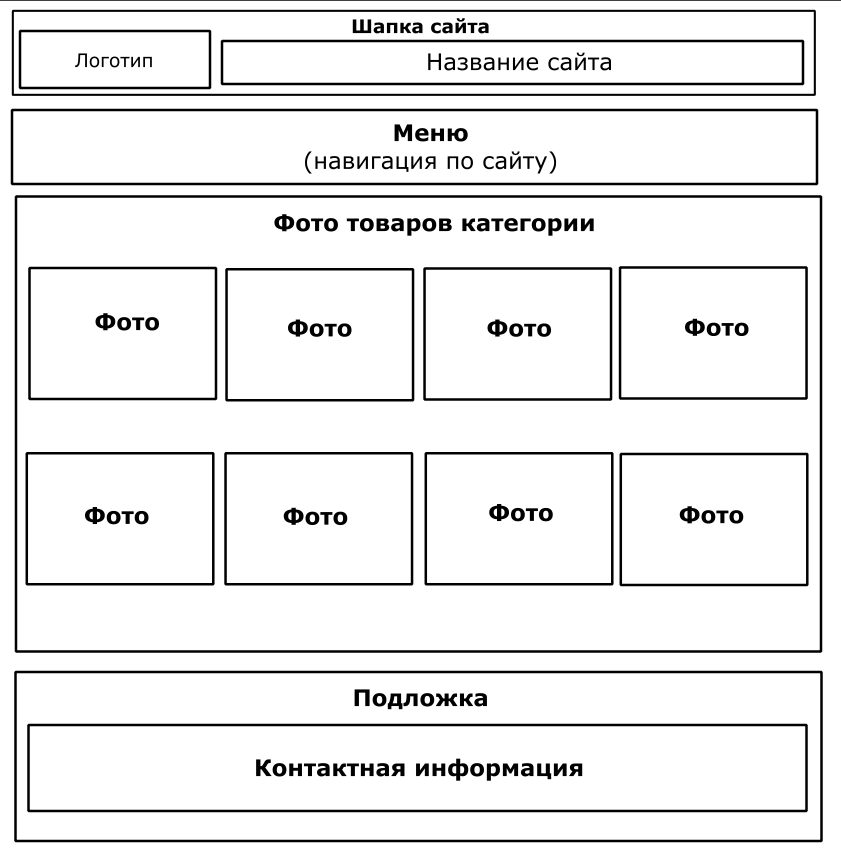 Шапка сайта
Логотип
Название сайта
Меню
(навигация по сайту)
Фото товаров категории
Фото
Фото
Фото
Фото
Фото
Фото
Фото
Фото
Подложка
Контактная информация